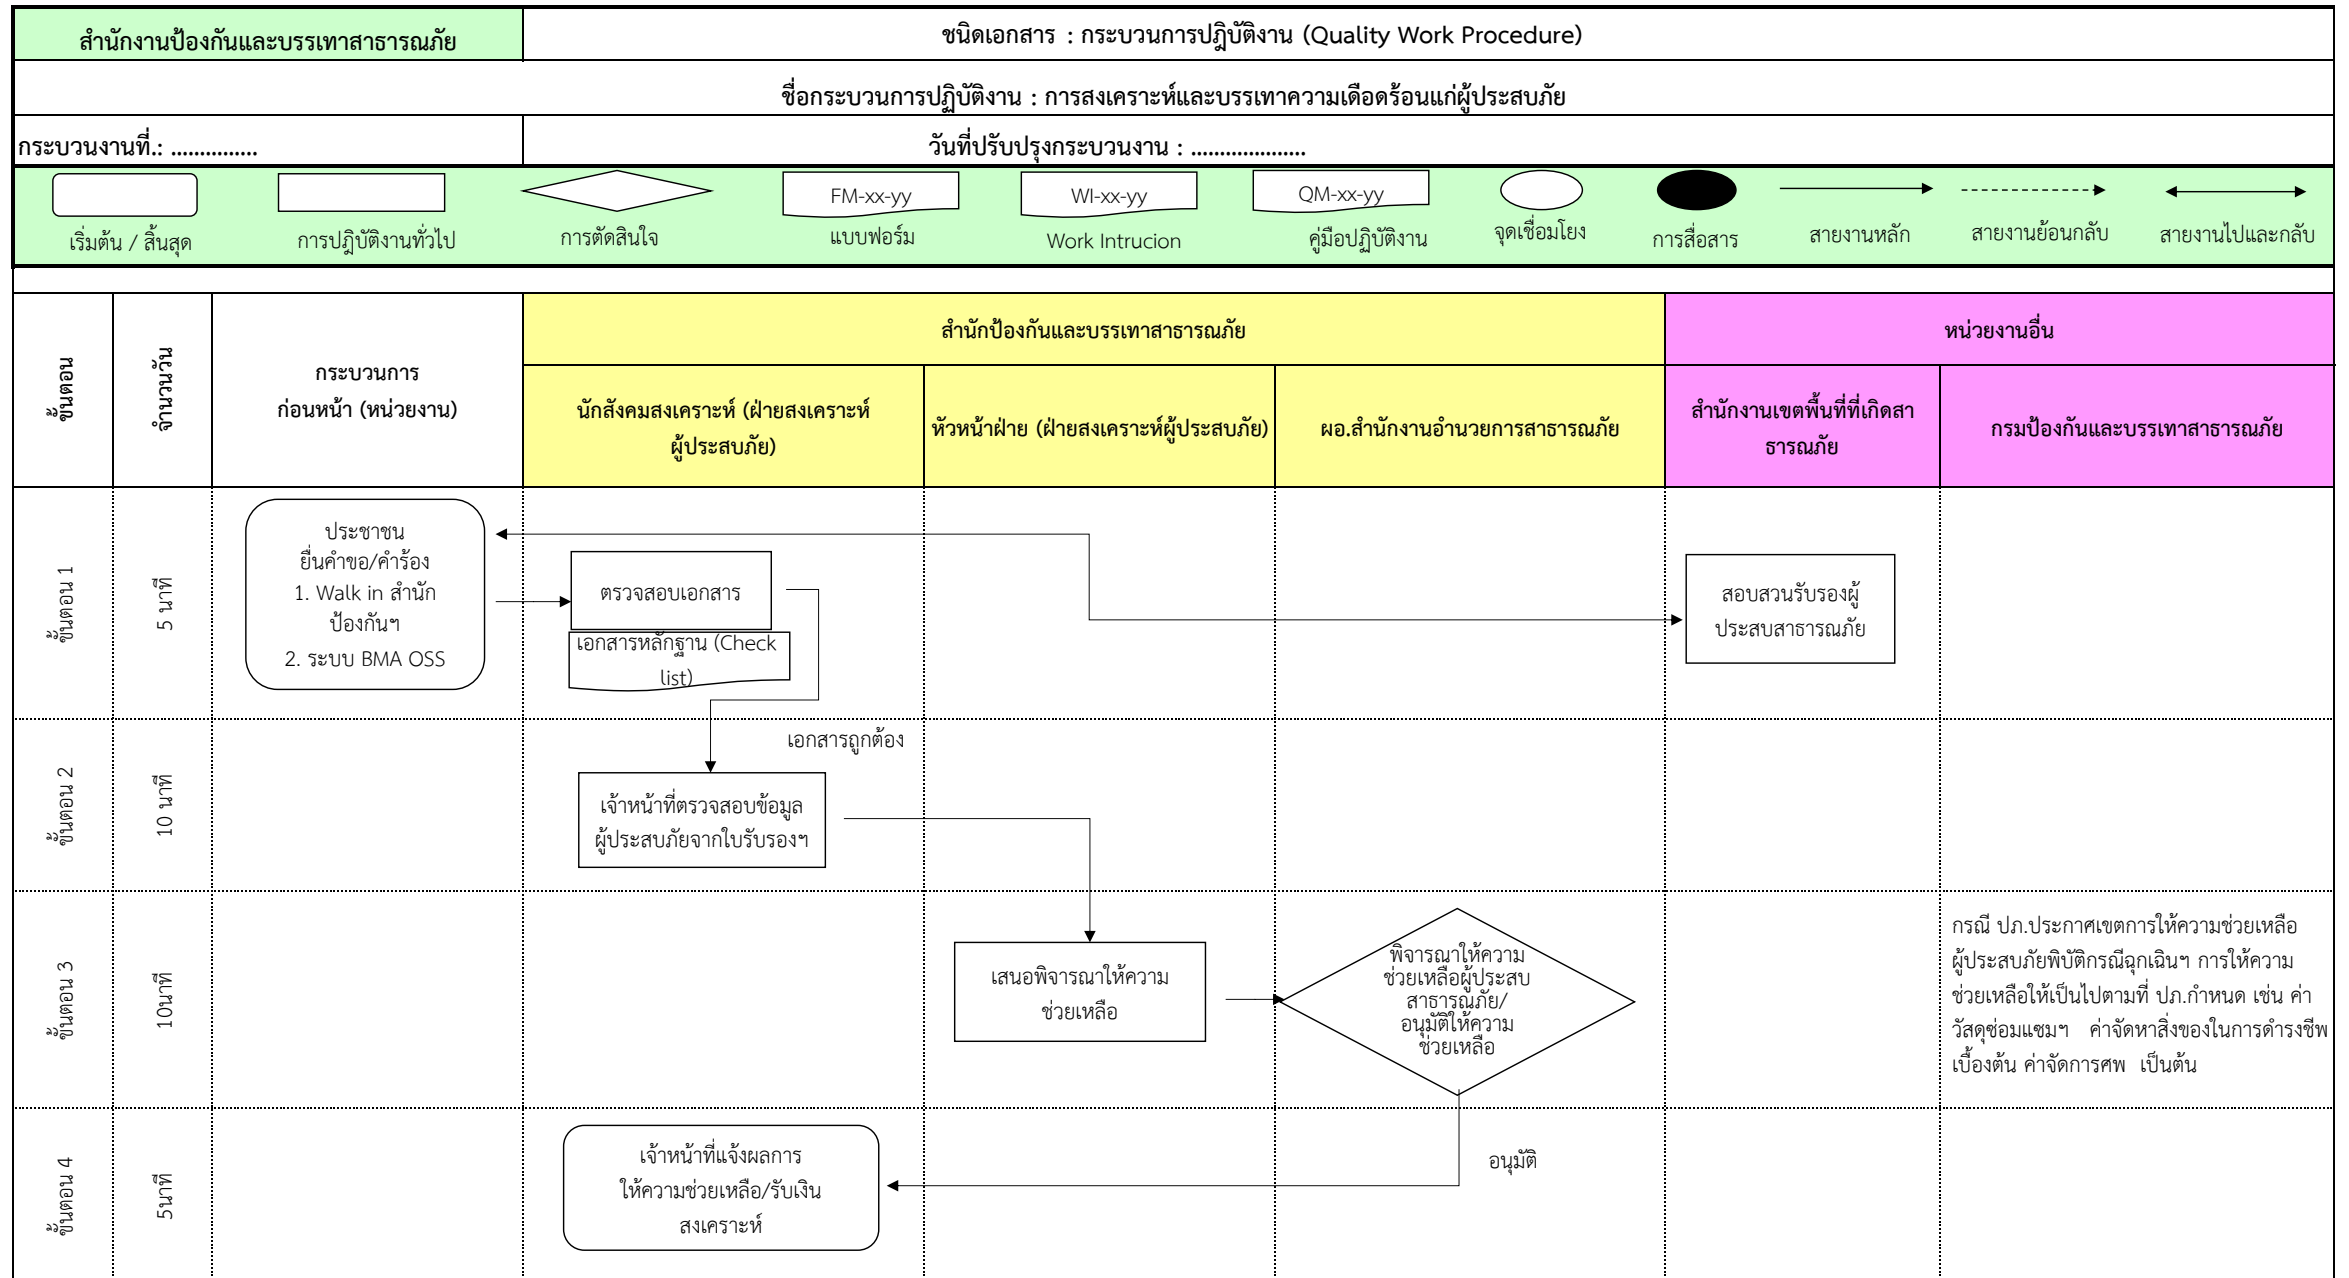 สำนักงานป้องกันและบรรเทาสาธารณภัย
ชนิดเอกสาร : กระบวนการปฎิบัติงาน (Quality Work Procedure)
ชื่อกระบวนการปฏิบัติงาน : การสงเคราะห์และบรรเทาความเดือดร้อนแก่ผู้ประสบภัย
กระบวนงานที่.: ...............
วันที่ปรับปรุงกระบวนงาน : ....................
FM-xx-yy
WI-xx-yy
QM-xx-yy
เริ่มต้น / สิ้นสุด
การปฎิบัติงานทั่วไป
การตัดสินใจ
แบบฟอร์ม
Work Intrucion
คู่มือปฏิบัติงาน
จุดเชื่อมโยง
การสื่อสาร
สายงานหลัก
สายงานย้อนกลับ
สายงานไปและกลับ
ขั้นตอน
จำนวนวัน
กระบวนการ
ก่อนหน้า (หน่วยงาน)
สำนักป้องกันและบรรเทาสาธารณภัย
หน่วยงานอื่น
นักสังคมสงเคราะห์ (ฝ่ายสงเคราะห์
ผู้ประสบภัย)
หัวหน้าฝ่าย (ฝ่ายสงเคราะห์ผู้ประสบภัย)
ผอ.สำนักงานอำนวยการสาธารณภัย
สำนักงานเขตพื้นที่ที่เกิดสา
ธารณภัย
กรมป้องกันและบรรเทาสาธารณภัย
ขั้นตอน 1
5 นาที
ประชาชน
ยื่นคำขอ/คำร้อง
1. Walk in สำนัก
ป้องกันฯ
2. ระบบ BMA OSS
ตรวจสอบเอกสาร
เอกสารหลักฐาน (Check
list)
สอบสวนรับรองผู้
ประสบสาธารณภัย
ขั้นตอน 2
10 นาที
เอกสารถูกต้อง
เจ้าหน้าที่ตรวจสอบข้อมูล
ผู้ประสบภัยจากใบรับรองฯ
ขั้นตอน 3
10นาที
เสนอพิจารณาให้ความ
ช่วยเหลือ
พิจารณาให้ความ
ช่วยเหลือผู้ประสบ
สาธารณภัย/
อนุมัติให้ความ
ช่วยเหลือ
กรณี ปภ.ประกาศเขตการให้ความช่วยเหลือ
ผู้ประสบภัยพิบัติกรณีฉุกเฉินฯ การให้ความ
ช่วยเหลือให้เป็นไปตามที่ ปภ.กำหนด เช่น ค่า
วัสดุซ่อมแซมฯ ค่าจัดหาสิ่งของในการดำรงชีพ
เบื้องต้น ค่าจัดการศพ เป็นต้น
ขั้นตอน 4
5นาที
เจ้าหน้าที่แจ้งผลการ
ให้ความช่วยเหลือ/รับเงิน
สงเคราะห์
อนุมัติ